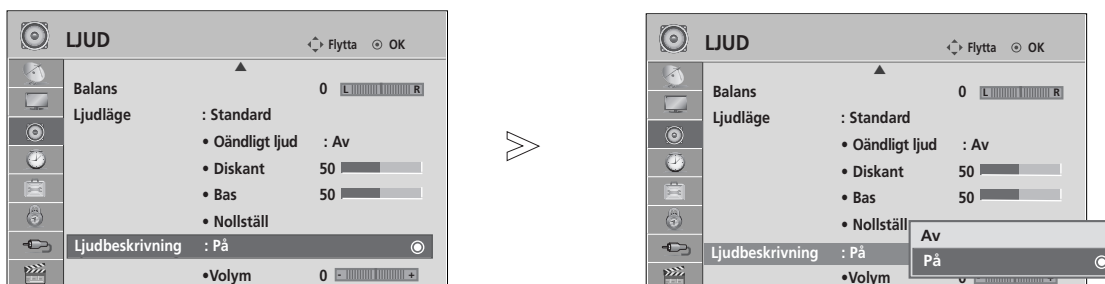 LJUD
Flytta OK
Balans 0 L R
Ljudläge : Standard
• Oändligt ljud : Av
• Diskant 50
• Bas 50
• Nollställ
Ljudbeskrivning : På
•Volym 0 - +
LJUD
Flytta OK
Balans 0 L R
Ljudläge : Standard
• Oändligt ljud : Av
• Diskant 50
• Bas 50
• Nollställ
Av
Ljudbeskrivning : På
På
•Volym 0 +